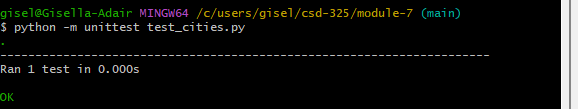 gisel@Gisella-Adair MINGW64 /c/users/gisel/csd-325/module-7 (main)
$ python -m unittest test_cities.py
.
----------------------------------------------------------------------
Ran 1 test in 0.000s
OK